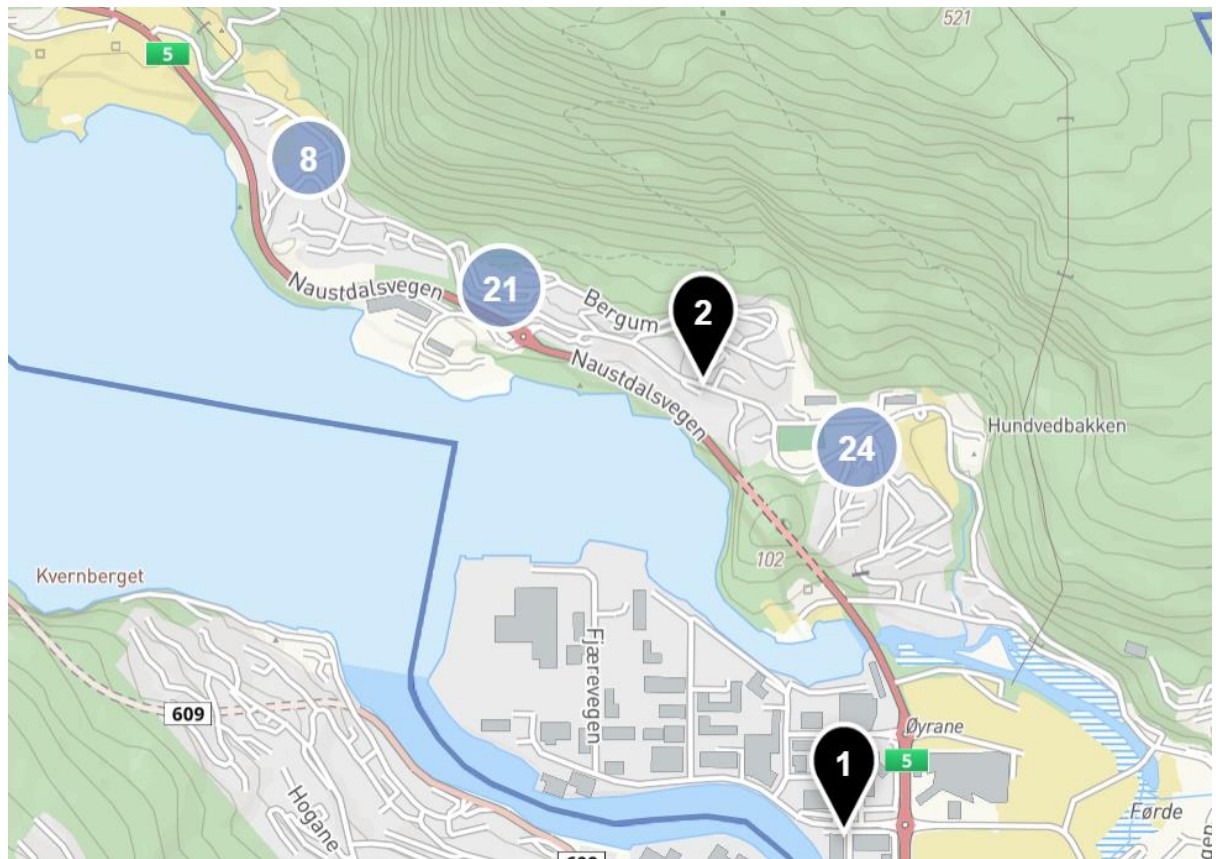 521
5
8
Naustdalsvegen
21
Bergum
2
Naustdalsvegen
Hundvedbakken
24
102
Kvernberget
Fjærevegen
609
Øyrane
5
1
Hogane
Førde